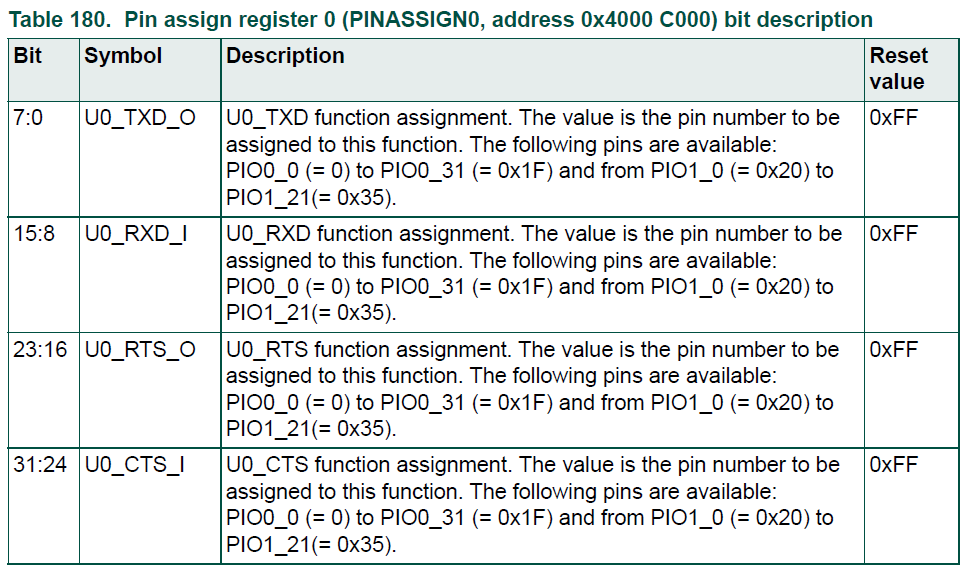 Table 180. Pin assign register 0 (PINASSIGN0, address 0x4000 C000) bit description
Bit Symbol Description Reset
value
7:0 U0_TXD_O U0_TXD function assignment. The value is the pin number to be 0xFF
assigned to this function. The following pins are available:
PIO0_0 (= 0) to PIO0_31 (= 0x1F) and from PIO1_0 (= 0x20) to
PIO1_21(= 0x35).
15:8 U0_RXD_I U0_RXD function assignment. The value is the pin number to be 0xFF
assigned to this function. The following pins are available:
PIO0_0 (= 0) to PIO0_31 (= 0x1F) and from PIO1_0 (= 0x20) to
PIO1_21(= 0x35).
23:16 U0_RTS_O U0_RTS function assignment. The value is the pin number to be 0xFF
assigned to this function. The following pins are available:
PIO0_0 (= 0) to PIO0_31 (= 0x1F) and from PIO1_0 (= 0x20) to
PIO1_21(= 0x35).
31:24 U0_CTS_I U0_CTS function assignment. The value is the pin number to be 0xFF
assigned to this function. The following pins are available:
PIO0_0 (= 0) to PIO0_31 (= 0x1F) and from PIO1_0 (= 0x20) to
PIO1_21(= 0x35).